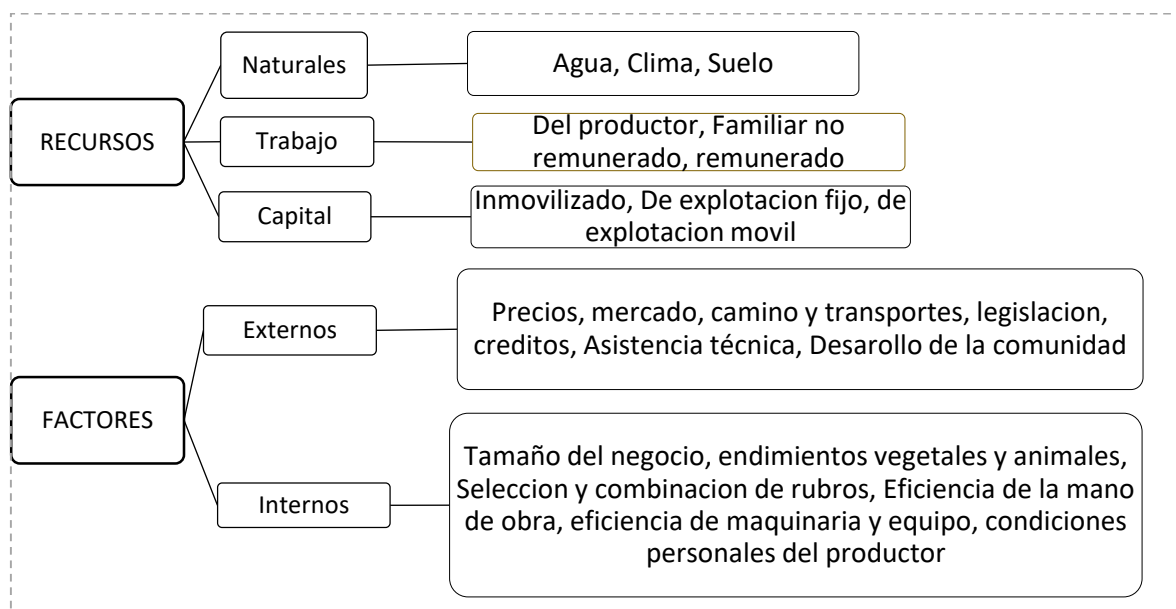 Naturales
Agua, Clima, Suelo
RECURSOS
Trabajo
Del productor, Familiar no
remunerado, remunerado
Capital
Inmovilizado, De explotacion fijo, de
explotacion movil
Externos
Precios, mercado, camino y transportes, legislacion,
creditos, Asistencia técnica, Desarollo de la comunidad
FACTORES
Internos
Tamaño del negocio, endimientos vegetales y animales,
Seleccion y combinacion de rubros, Eficiencia de la mano
de obra, eficiencia de maquinaria y equipo, condiciones
personales del productor